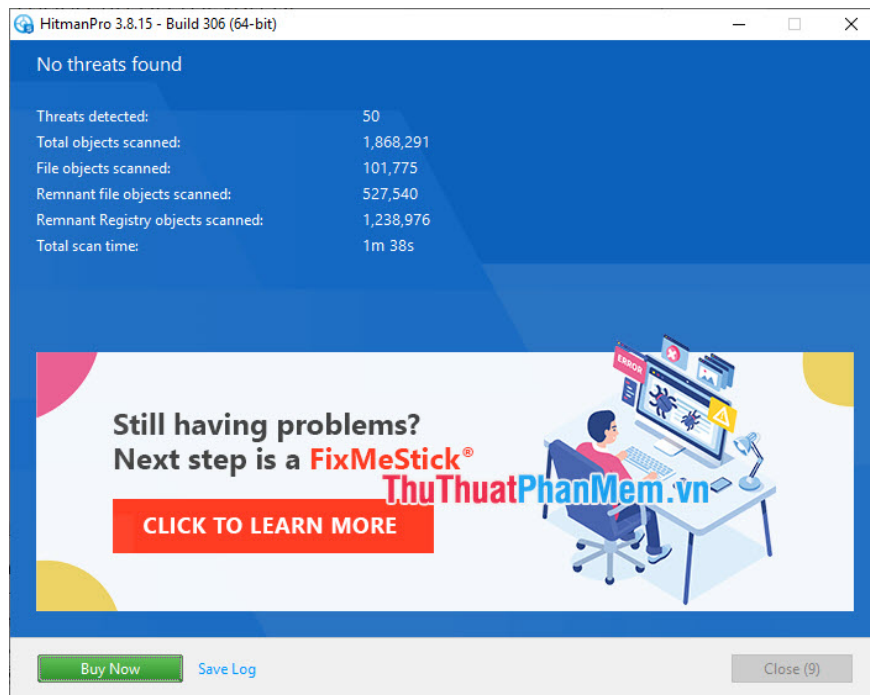 HitmanPro 3.8.15 - Build 306 (64-bit)
No threats found
Threats detected: 50
Total objects scanned: 1,868,291
File objects scanned: 101,775
Remnant file objects scanned: 527,540
Remnant Registry objects scanned: 1,238,976
Total scan time: 1m 38s
ERROR
Still having problems?
Next step is a FixMeStick®
ThuThuatPhanMem.vn
CLICK TO LEARN MORE
Buy Now
Save Log
Close (9)